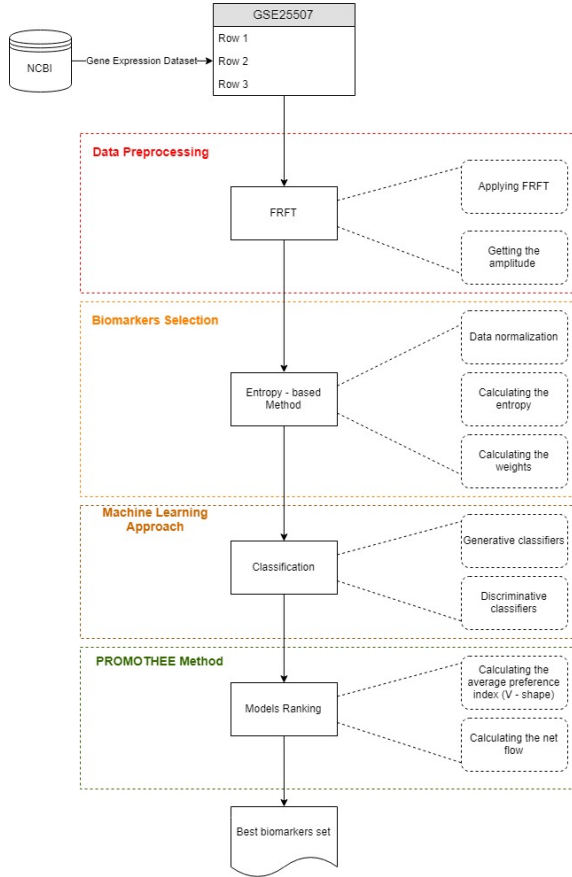 GSE25507
Row 1
NCBI
Gene Expression Dataset
Row 2
Row 3
Data Preprocessing
Applying FRFT
FRFT
Getting the
amplitude
Biomarkers Selection
Data normalization
Entropy - based
Method
Calculating the
entropy
Calculating the
weights
Machine Learning
Approach
Generative classifiers
Classification
Discriminative
classifiers
PROMOTHEE Method
Calculating the
average preference
index (V - shape)
Models Ranking
Calculating the net
flow
Best biomarkers set